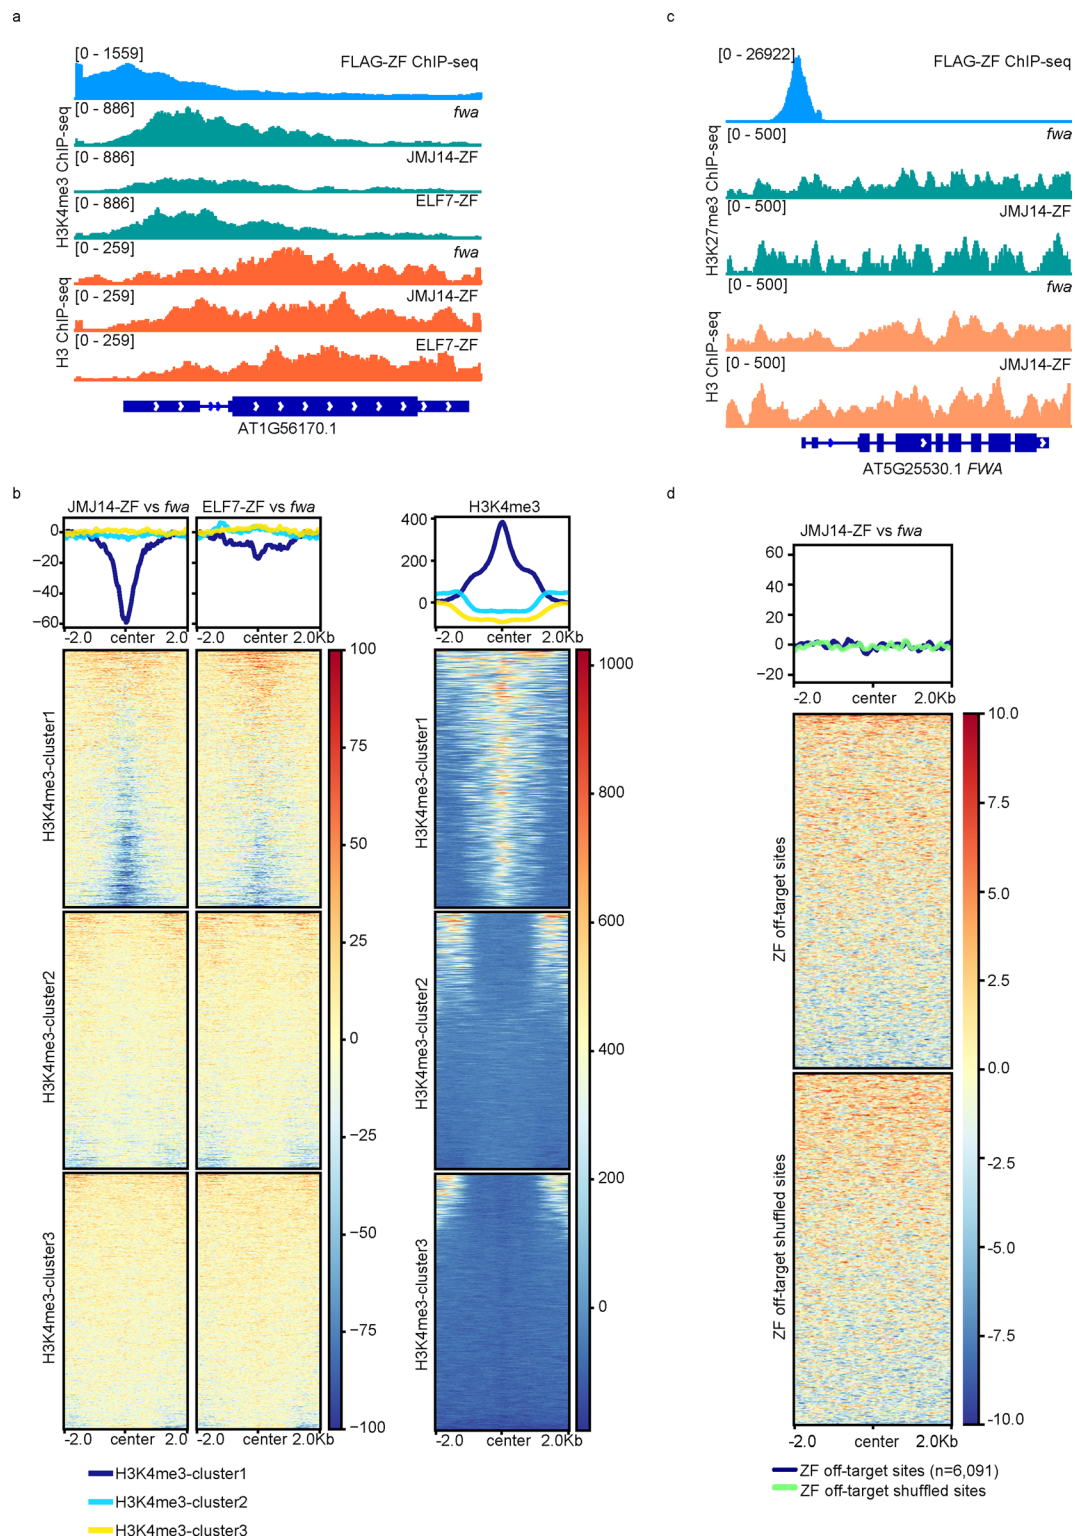 a
[0 - 1559]
FLAG-ZF ChIP-seq
[0 - 886]
fwa
[0 - 886]
JMJ14-ZF
[0 - 886]
ELF7-ZF
H3K4me3 ChIP-seq
[0 - 259]
fwa
[0 - 259]
JMJ14-ZF
[0 - 259]
ELF7-ZF
H3 ChIP-seq
AT1G56170.1
c
[0 - 26922]
FLAG-ZF ChIP-seq
[0 - 500]
fwa
[0 - 500]
JMJ14-ZF
H3K27me3 ChIP-seq
[0 - 500]
fwa
[0 - 500]
JMJ14-ZF
H3 ChIP-seq
AT5G25530.1 FWA
b
JMJ14-ZF vs fwa
ELF7-ZF vs fwa
0
−20
−40
−60
-2.0 center 2.0
-2.0 center 2.0Kb
H3K4me3
400
200
0
-2.0 center 2.0Kb
H3K4me3-cluster1
H3K4me3-cluster2
H3K4me3-cluster3
100
75
50
25
0
−25
−50
−75
−100
-2.0 center 2.0
-2.0 center 2.0Kb
H3K4me3-cluster1
H3K4me3-cluster2
H3K4me3-cluster3
1000
800
600
400
200
0
-2.0 center 2.0Kb
H3K4me3-cluster1
H3K4me3-cluster2
H3K4me3-cluster3
d
JMJ14-ZF vs fwa
60
40
20
0
−20
-2.0 center 2.0Kb
ZF off-target sites
ZF off-target shuffled sites
10.0
7.5
5.0
2.5
0.0
-2.5
-5.0
-7.5
-10.0
-2.0 center 2.0Kb
ZF off-target sites (n=6,091)
ZF off-target shuffled sites